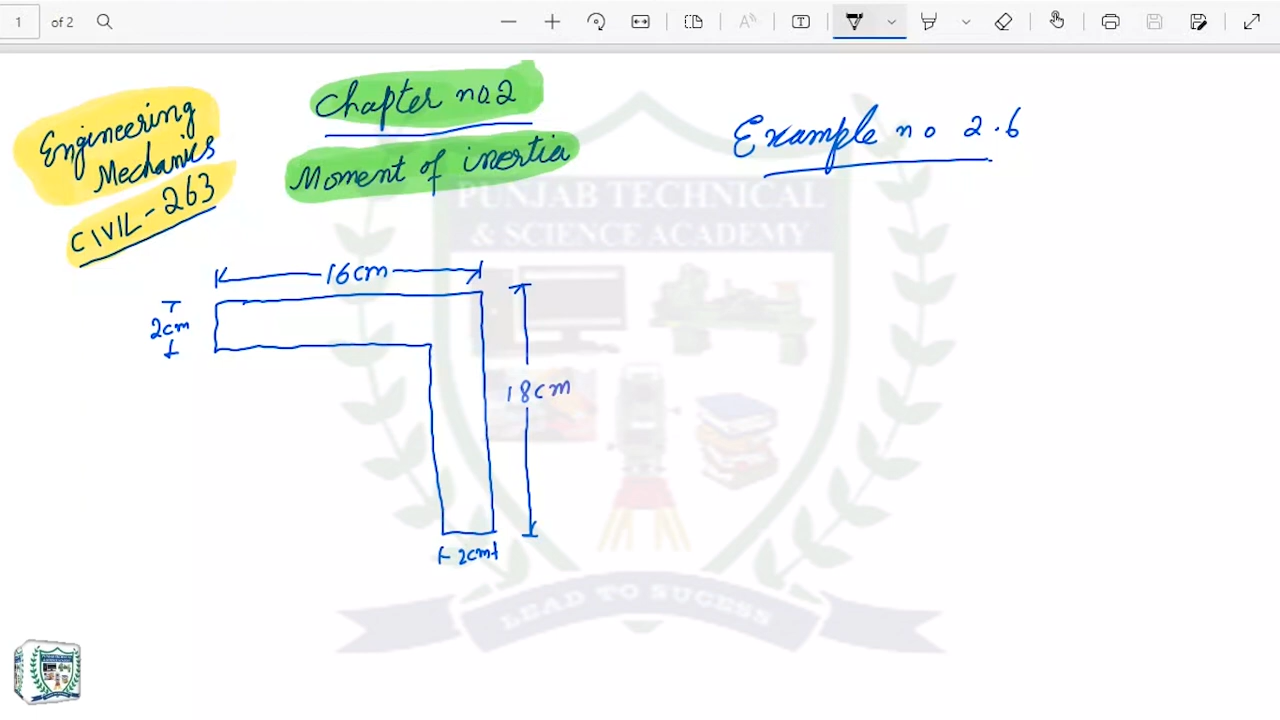 1 of 2
Engineering
Mechanics
CIVIL-263
Chapter no.2
Moment of inertia
Example no 2.6
PUNJAB TECHNICAL
& SCIENCE ACADEMY
16cm
2cm
18cm
2cm
LEAD TO SUCESS